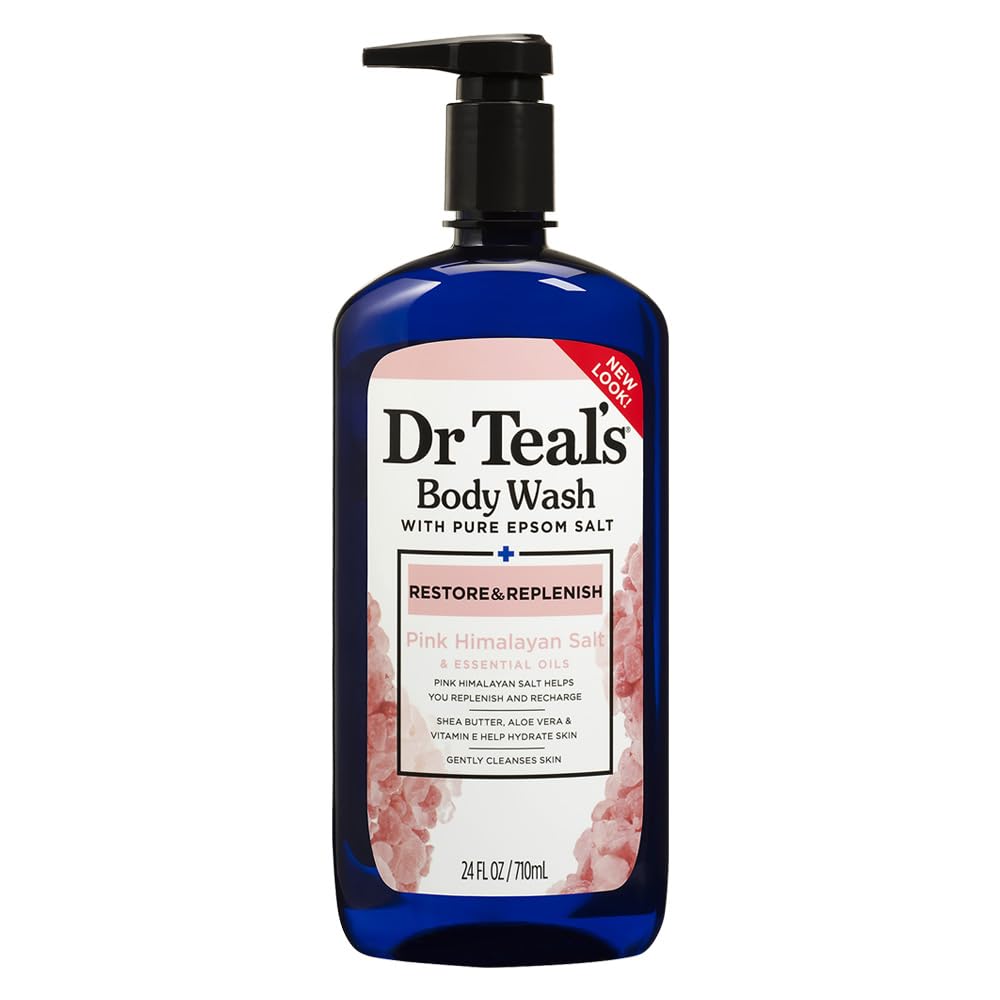 NEW
LOOK!
Dr Teal's®
Body Wash
WITH PURE EPSOM SALT
RESTORE&REPLENISH
Pink Himalayan Salt
& ESSENTIAL OILS
PINK HIMALAYAN SALT HELPS
YOU REPLENISH AND RECHARGE
SHEA BUTTER, ALOE VERA &
VITAMIN E HELP HYDRATE SKIN
GENTLY CLEANSES SKIN
24 FL OZ / 710mL